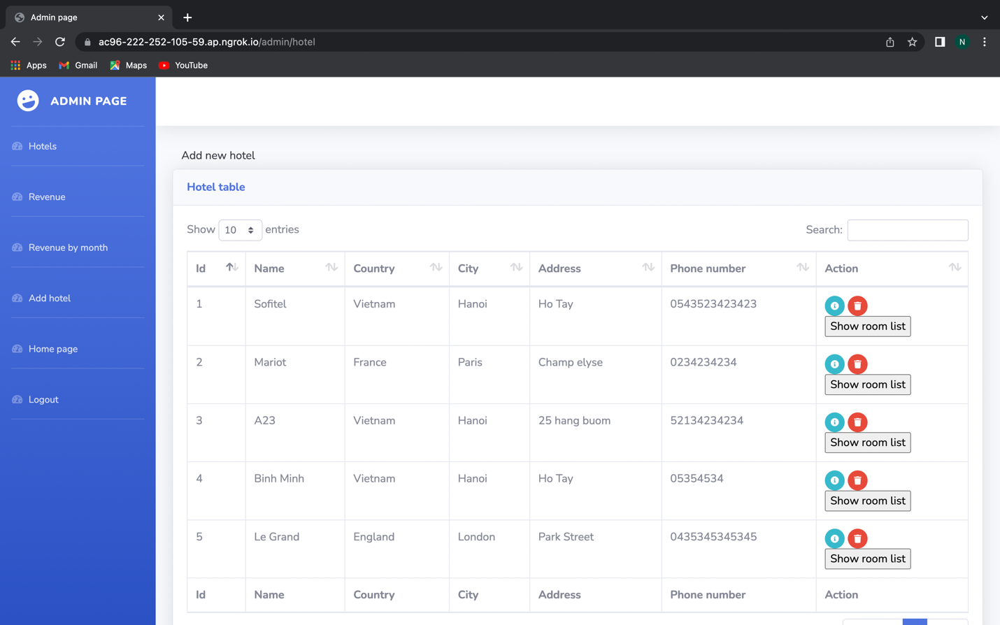 Admin page
ac96-222-252-105-59.ap.ngrok.io/admin/hotel
N
Apps Gmail Maps YouTube
ADMIN PAGE
Hotels
Revenue
Revenue by month
Add hotel
Home page
Logout
Add new hotel
Hotel table
Show 10 entries Search:
Id Name Country City Address Phone number Action
1 Sofitel Vietnam Hanoi Ho Tay 0543523423423
Show room list
2 Mariot France Paris Champ elyse 0234234234
Show room list
3 A23 Vietnam Hanoi 25 hang buom 52134234234
Show room list
4 Binh Minh Vietnam Hanoi Ho Tay 05354534
Show room list
5 Le Grand England London Park Street 0435345345345
Show room list
Id Name Country City Address Phone number Action